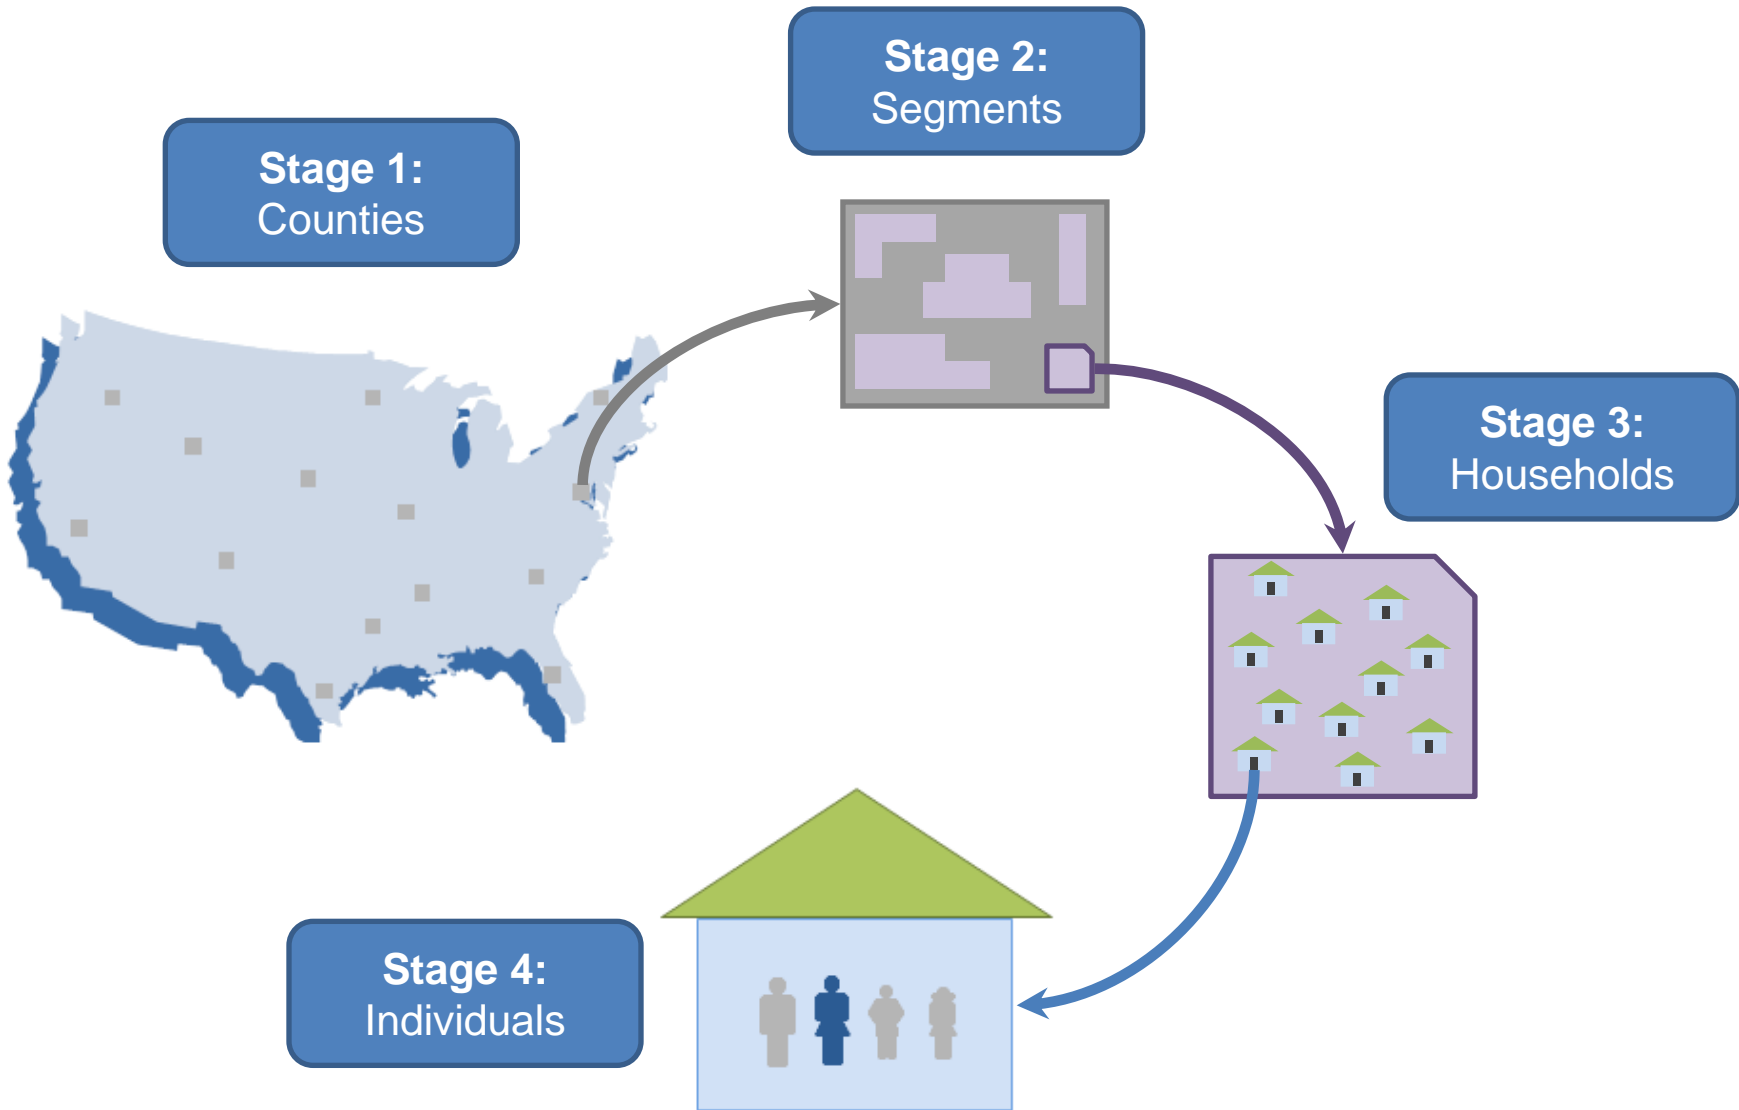 Stage 1:
Counties
Stage 2:
Segments
Stage 3:
Households
Stage 4:
Individuals